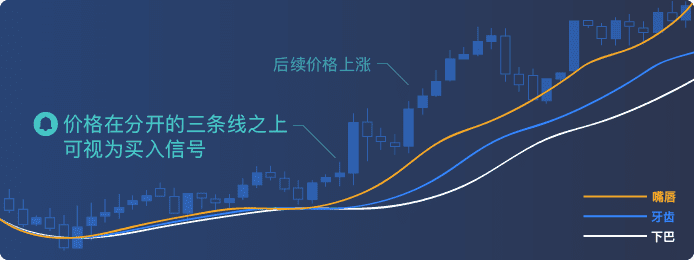 后续价格上涨
价格在分开的三条线之上
可视为买入信号
嘴唇
牙齿
下巴